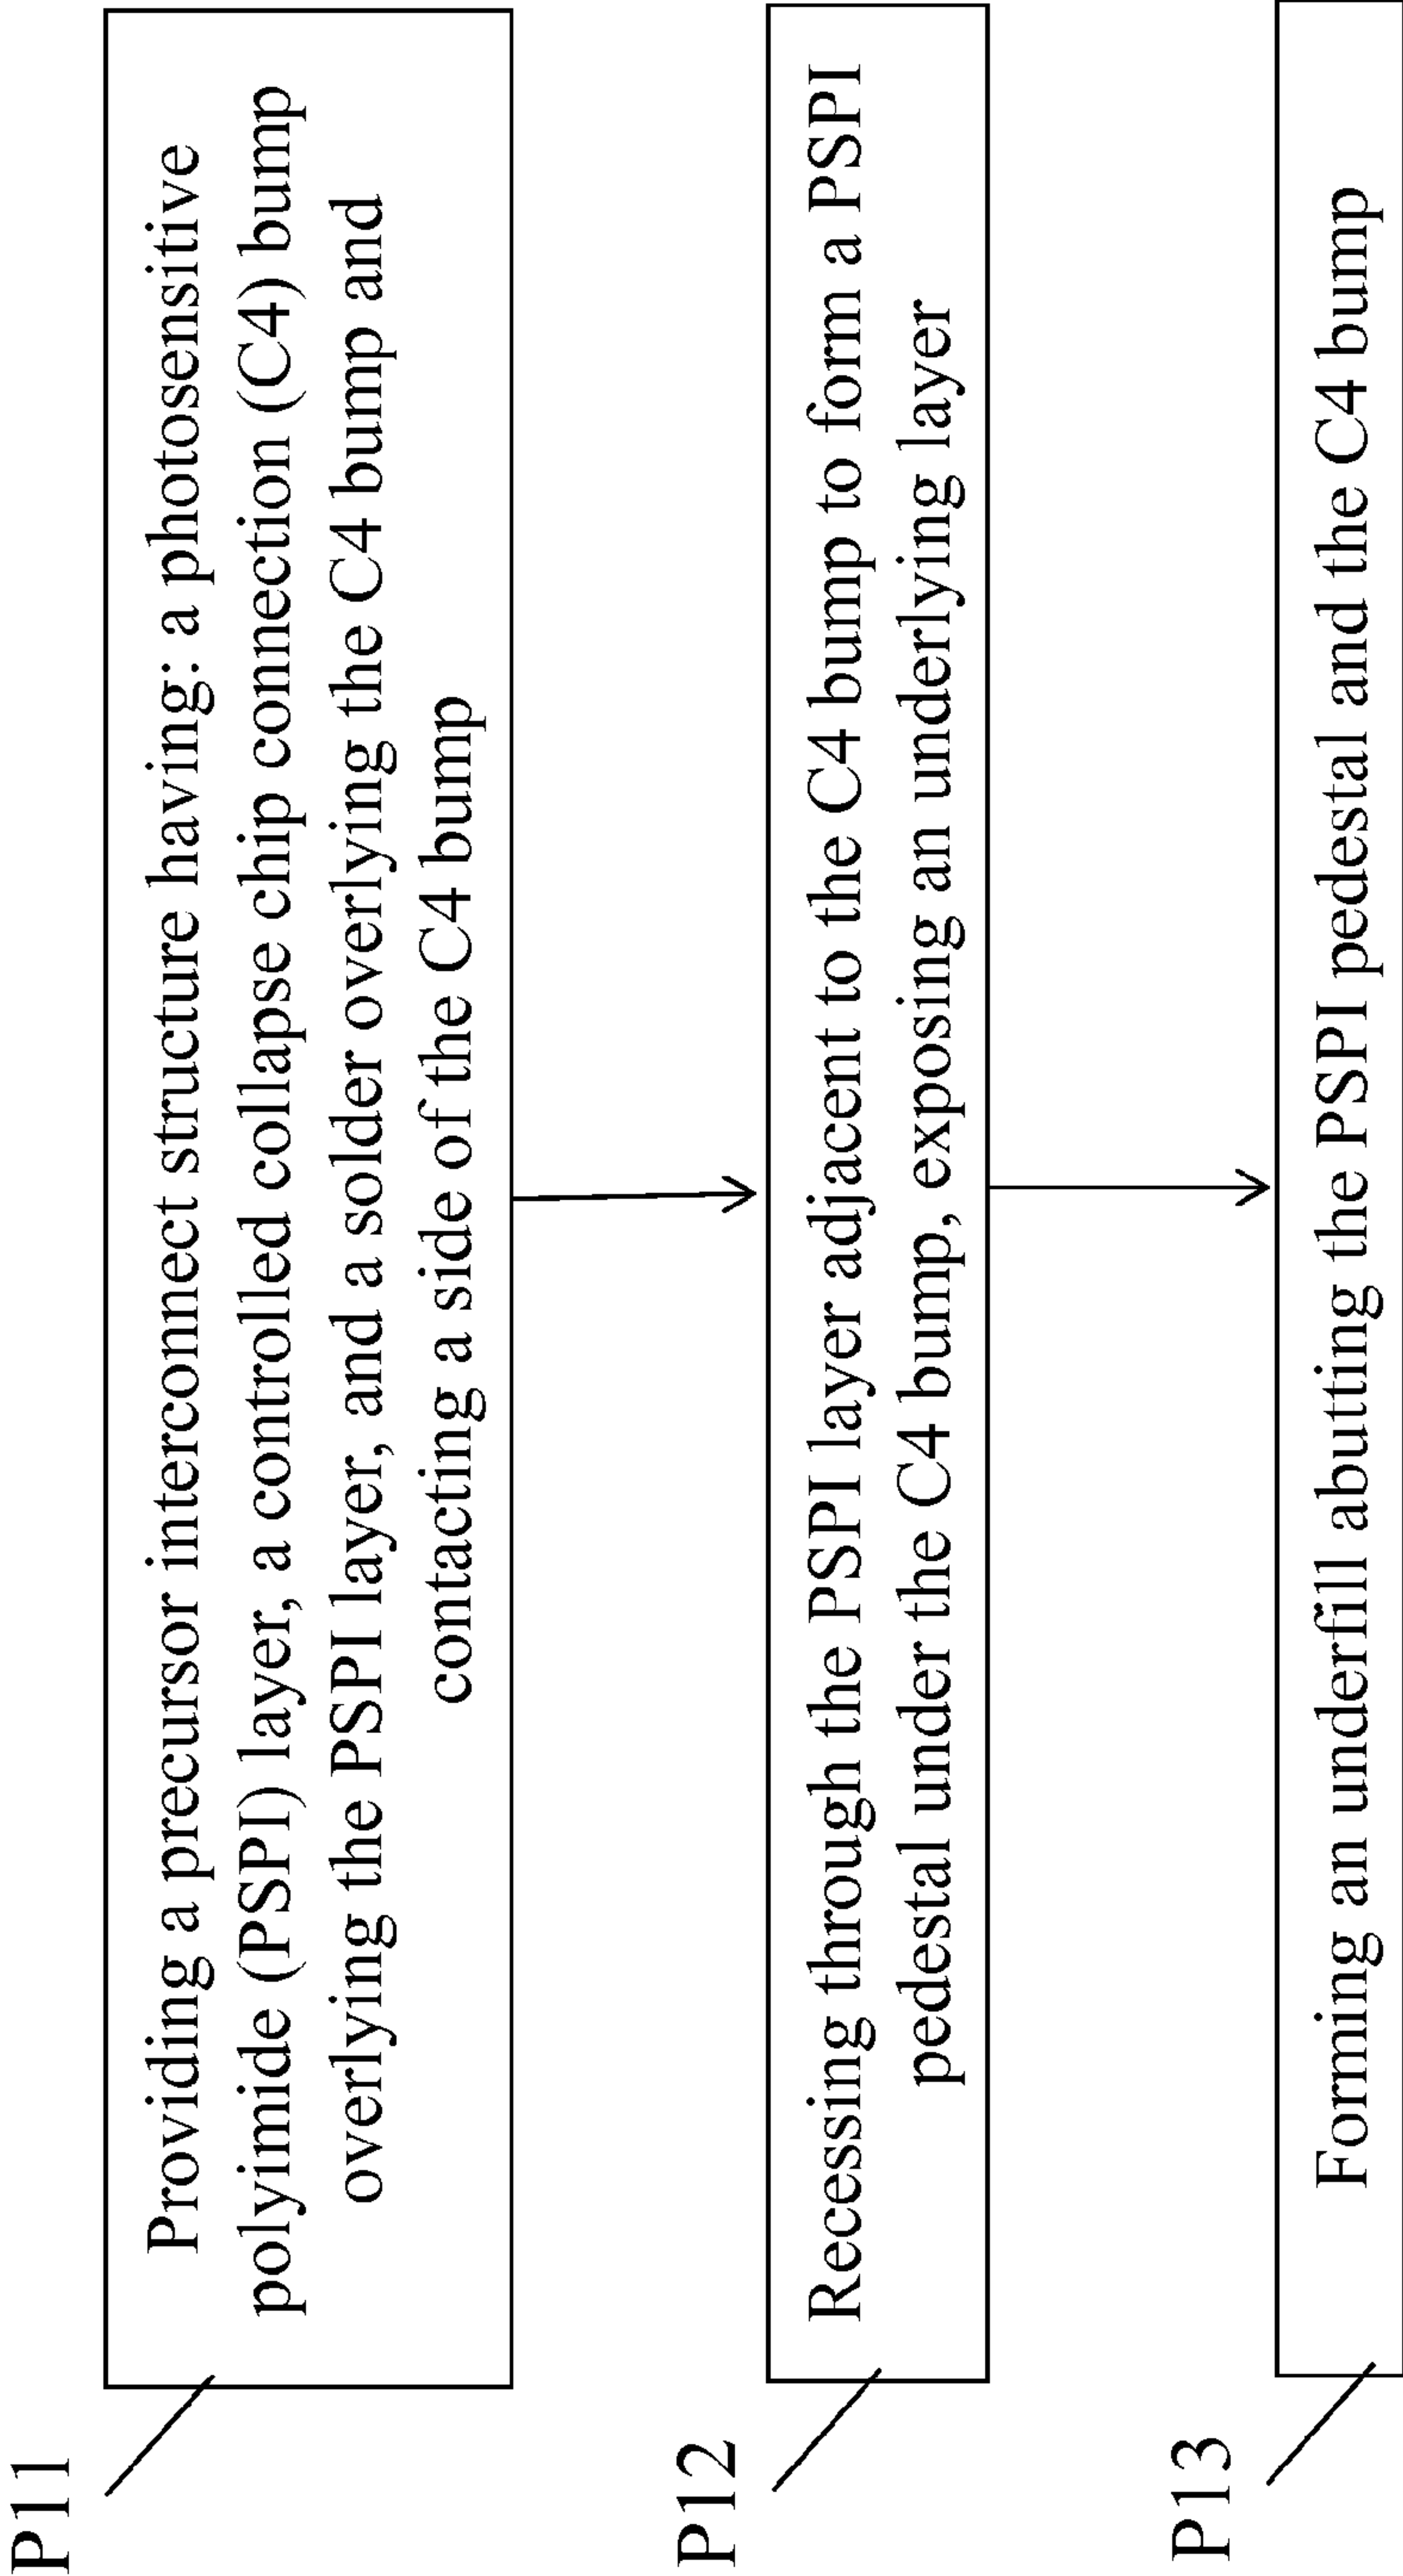 P11
Providing a precursor interconnect structure having: a photosensitive
polyimide (PSPI) layer, a controlled collapse chip connection (C4) bump
overlying the PSPI layer, and a solder overlying the C4 bump and
contacting a side of the C4 bump
P12
Recessing through the PSPI layer adjacent to the C4 bump to form a PSPI
pedestal under the C4 bump, exposing an underlying layer
P13
Forming an underfill abutting the PSPI pedestal and the C4 bump